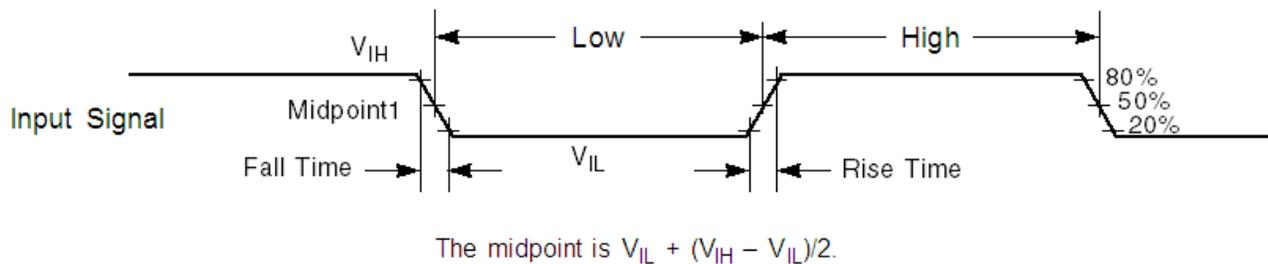 Low
High
V_IH
80%
Input Signal
Midpoint1
50%
20%
Fall Time
V_IL
Rise Time
The midpoint is V_IL + (V_IH – V_IL)/2.